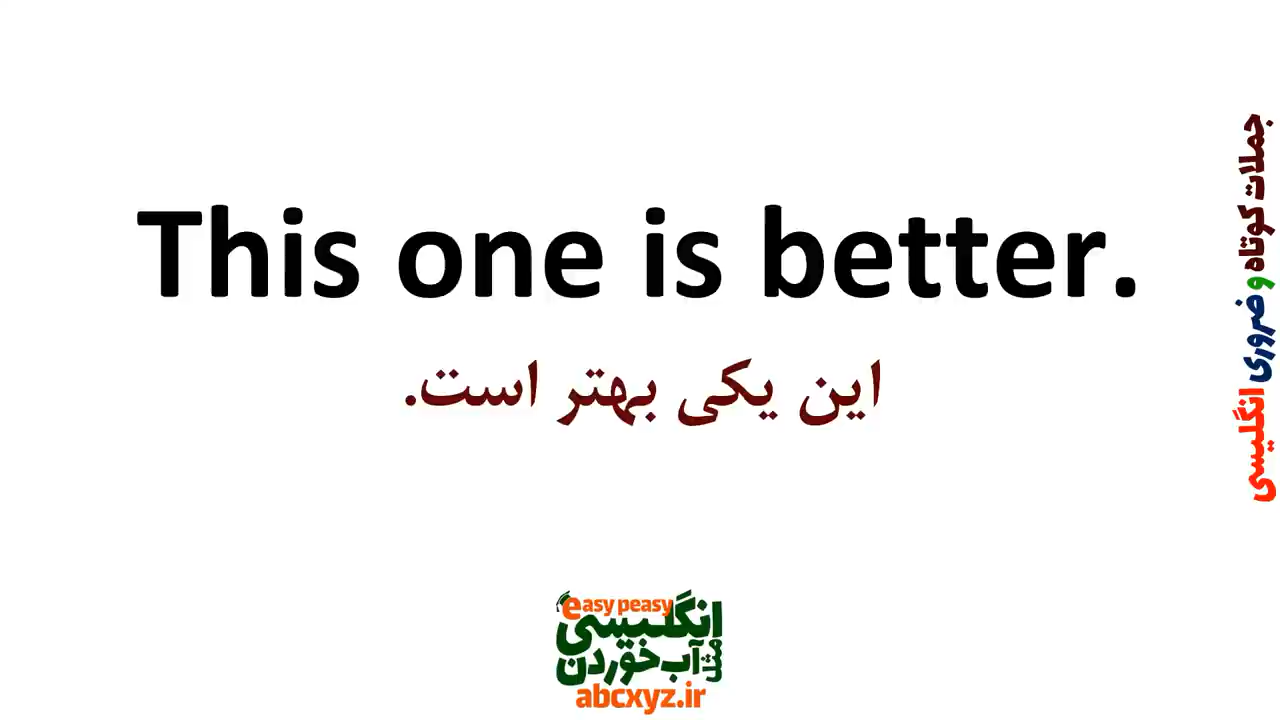 This one is better.
این یکی بهتر است.
جملات کوتاه و ضروری انگلیسی
easy peasy
انگلیسی
مثل آب خوردن
abcxyz.ir